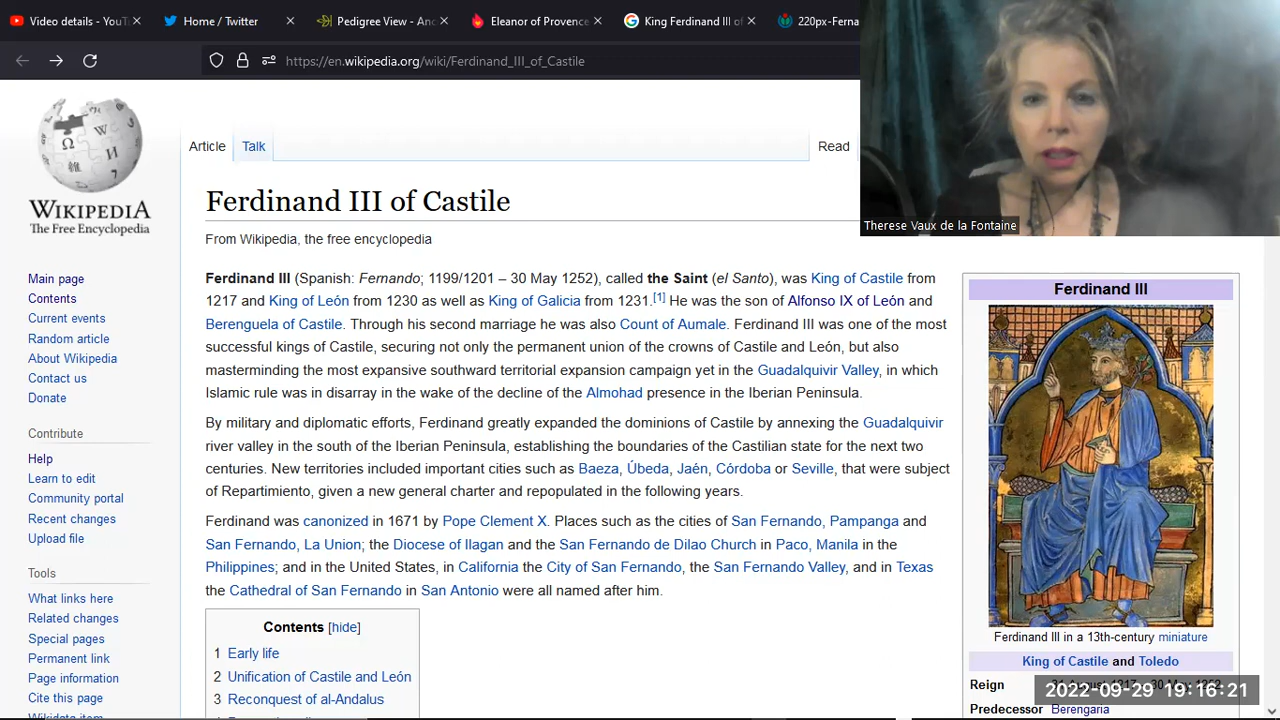 Video details - YouT
Home / Twitter
Pedigree View - Anc
Eleanor of Provence
King Ferdinand III of
220px-Ferna
https://en.wikipedia.org/wiki/Ferdinand_III_of_Castile
Therese Vaux de la Fontaine
WIKIPEDIA
The Free Encyclopedia
Main page
Contents
Current events
Random article
About Wikipedia
Contact us
Donate
Contribute
Help
Learn to edit
Community portal
Recent changes
Upload file
Tools
What links here
Related changes
Special pages
Permanent link
Page information
Cite this page
Wikidata item
Article Talk Read
Ferdinand III of Castile
From Wikipedia, the free encyclopedia
Ferdinand III (Spanish: Fernando; 1199/1201 – 30 May 1252), called the Saint (el Santo), was King of Castile from
1217 and King of León from 1230 as well as King of Galicia from 1231.[1] He was the son of Alfonso IX of León and
Berenguela of Castile. Through his second marriage he was also Count of Aumale. Ferdinand III was one of the most
successful kings of Castile, securing not only the permanent union of the crowns of Castile and León, but also
masterminding the most expansive southward territorial expansion campaign yet in the Guadalquivir Valley, in which
Islamic rule was in disarray in the wake of the decline of the Almohad presence in the Iberian Peninsula.
By military and diplomatic efforts, Ferdinand greatly expanded the dominions of Castile by annexing the Guadalquivir
river valley in the south of the Iberian Peninsula, establishing the boundaries of the Castilian state for the next two
centuries. New territories included important cities such as Baeza, Úbeda, Jaén, Córdoba or Seville, that were subject
of Repartimiento, given a new general charter and repopulated in the following years.
Ferdinand was canonized in 1671 by Pope Clement X. Places such as the cities of San Fernando, Pampanga and
San Fernando, La Union; the Diocese of Ilagan and the San Fernando de Dilao Church in Paco, Manila in the
Philippines; and in the United States, in California the City of San Fernando, the San Fernando Valley, and in Texas
the Cathedral of San Fernando in San Antonio were all named after him.
Contents [hide]
1 Early life
2 Unification of Castile and León
3 Reconquest of al-Andalus
Ferdinand III
Ferdinand III in a 13th-century miniature
King of Castile and Toledo
Reign
2022-09-29 19:16:21
Predecessor Berengaria